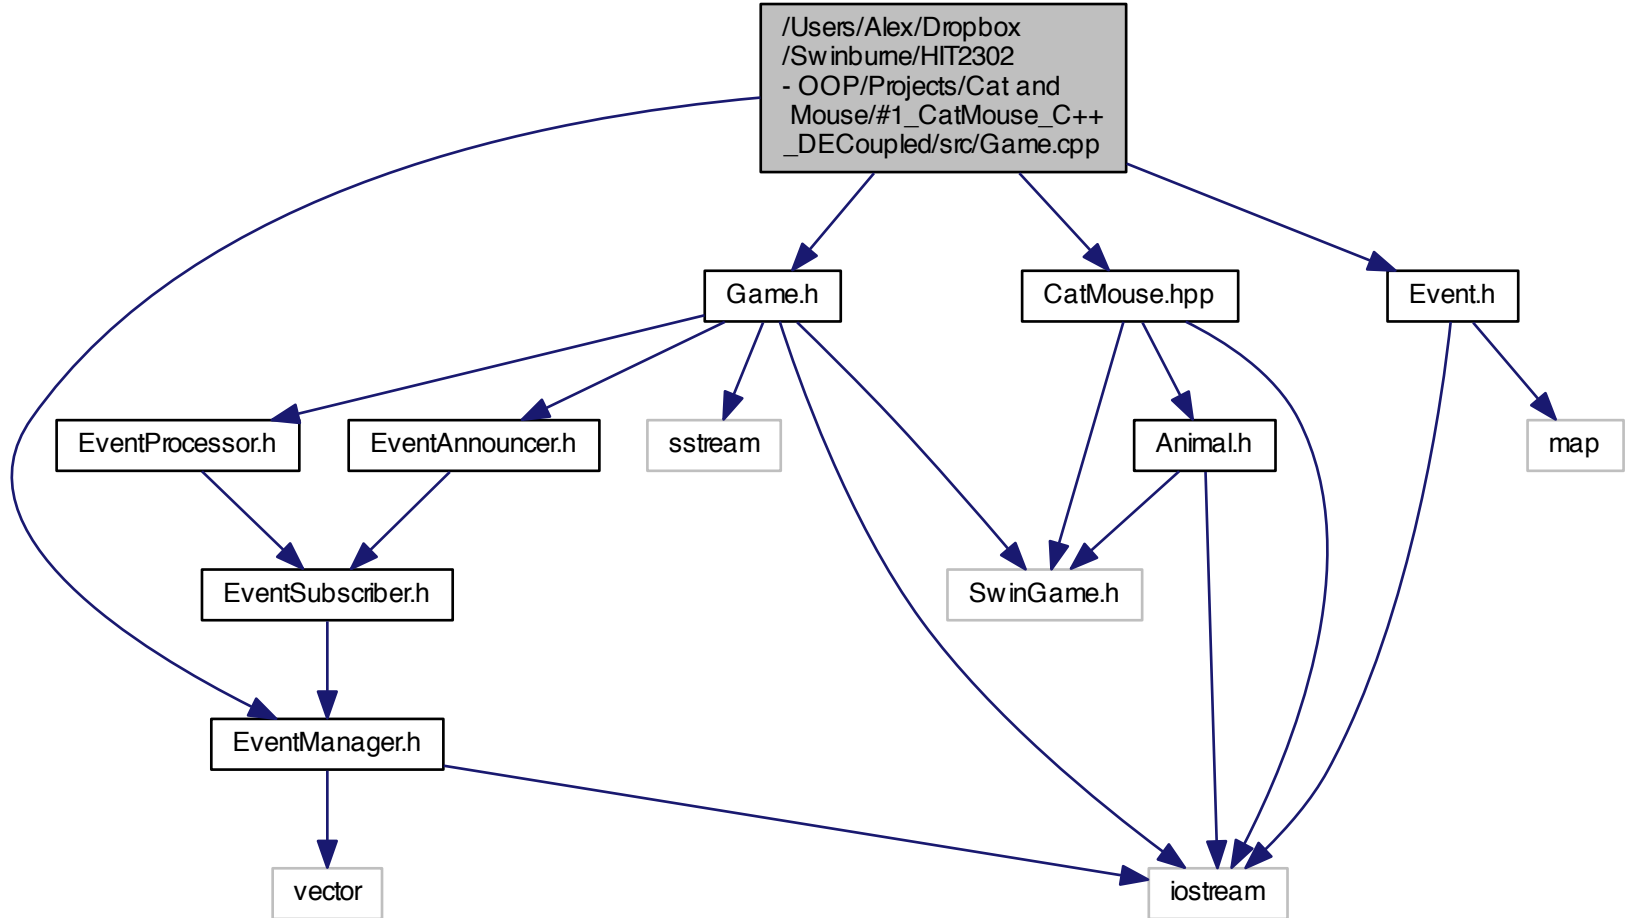 /Users/Alex/Dropbox
/Swinburne/HIT2302
- OOP/Projects/Cat and
Mouse/#1_CatMouse_C++
_DECoupled/src/Game.cpp
Game.h
CatMouse.hpp
Event.h
EventProcessor.h
EventAnnouncer.h
sstream
Animal.h
map
EventSubscriber.h
SwinGame.h
EventManager.h
vector
iostream